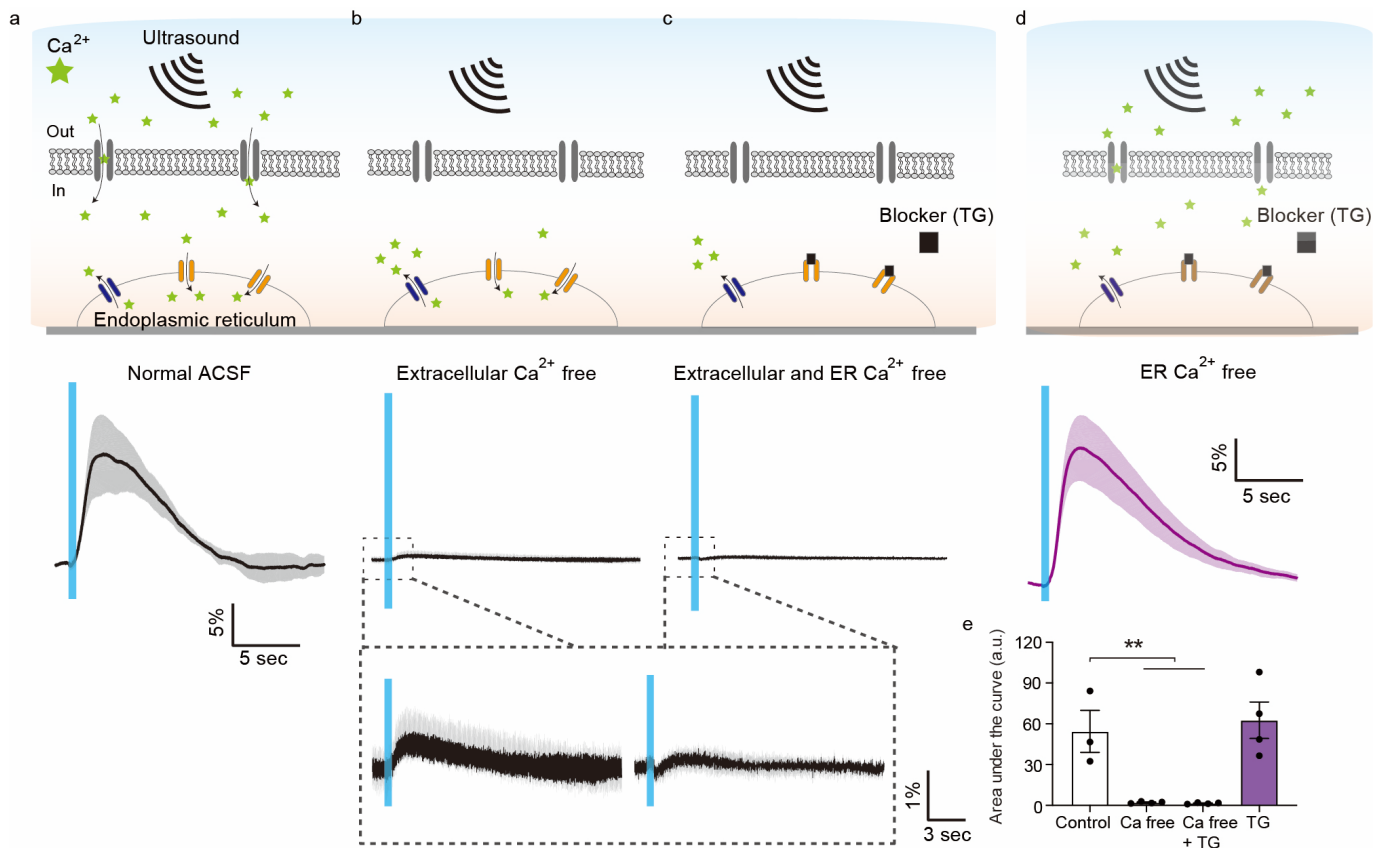 a
b
c
d
Ca2+
Ultrasound
Out
In
Blocker (TG)
Blocker (TG)
Endoplasmic reticulum
Normal ACSF
Extracellular Ca2+ free
Extracellular and ER Ca2+ free
ER Ca2+ free
5%
5 sec
5%
5 sec
1%
3 sec
e
Area under the curve (a.u.)
120
90
60
30
0
**
Control
Ca free
Ca free
+ TG
TG